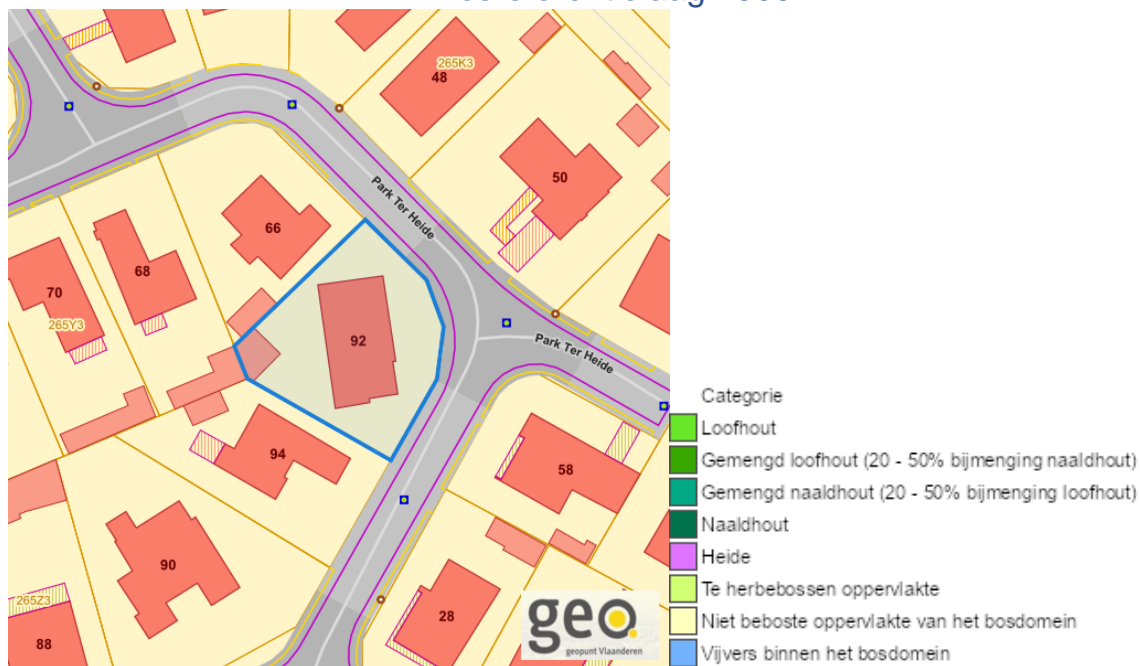 48
265K3
50
Park Ter Heide
66
68
70
265Y3
92
Park Ter Heide
94
58
90
28
265Z3
88
geo
geopunt Vlaanderen
Categorie
Loofhout
Gemengd loofhout (20 - 50% bijmenging naaldhout)
Gemengd naaldhout (20 - 50% bijmenging loofhout)
Naaldhout
Heide
Te herbebossen oppervlakte
Niet beboste oppervlakte van het bosdomein
Vijvers binnen het bosdomein